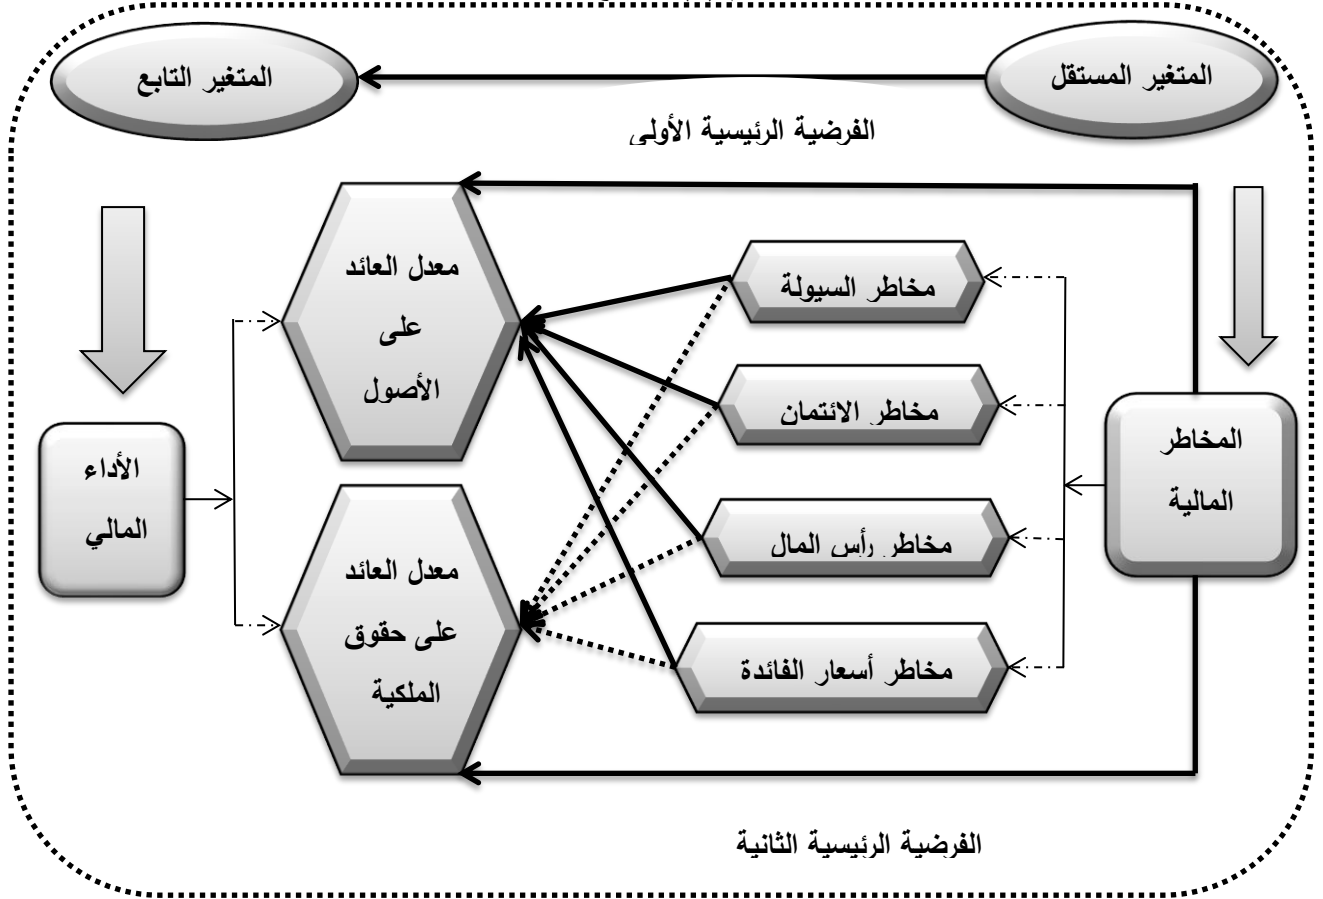 المتغير المستقل
المتغير التابع
الفرضية الرئيسية الأولى
معدل العائد
على
الأصول
مخاطر السيولة
مخاطر الائتمان
المخاطر
المالية
الأداء
المالي
مخاطر رأس المال
معدل العائد
على حقوق
الملكية
مخاطر أسعار الفائدة
الفرضية الرئيسية الثانية